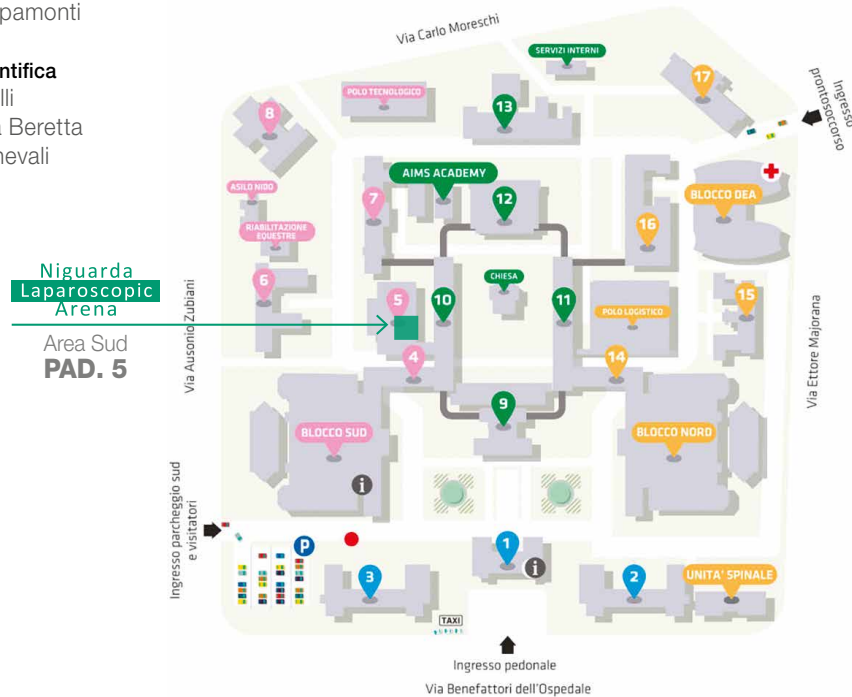 pamonti
ntifica
lli
a Beretta
nevali
Via Carlo Moreschi
SERVIZI INTERNI
17
Ingresso
prontosoccorso
POLO TECNOLOGICO
13
8
AIMS ACADEMY
ASILO NIDO
7
12
BLOCCO DEA
RIABILITAZIONE
EQUESTRE
16
Niguarda
Laparoscopic
Arena
Area Sud
PAD. 5
Via Ausonio Zubiani
6
5
10
CHIESA
11
POLO LOGISTICO
15
Via Ettore Majorana
4
14
9
BLOCCO SUD
BLOCCO NORD
i
Ingresso parcheggio sud
e visitatori
P
1
i
3
2
UNITA' SPINALE
TAXI
Ingresso pedonale
Via Benefattori dell'Ospedale